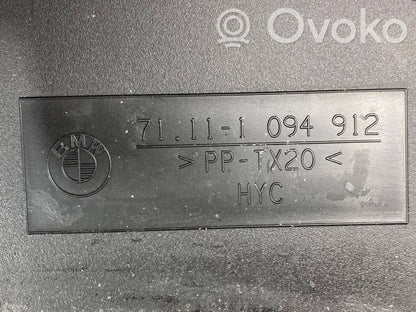 Ovoko
71.11-1 094 912
BMW
> PP-TX20 <
HYC